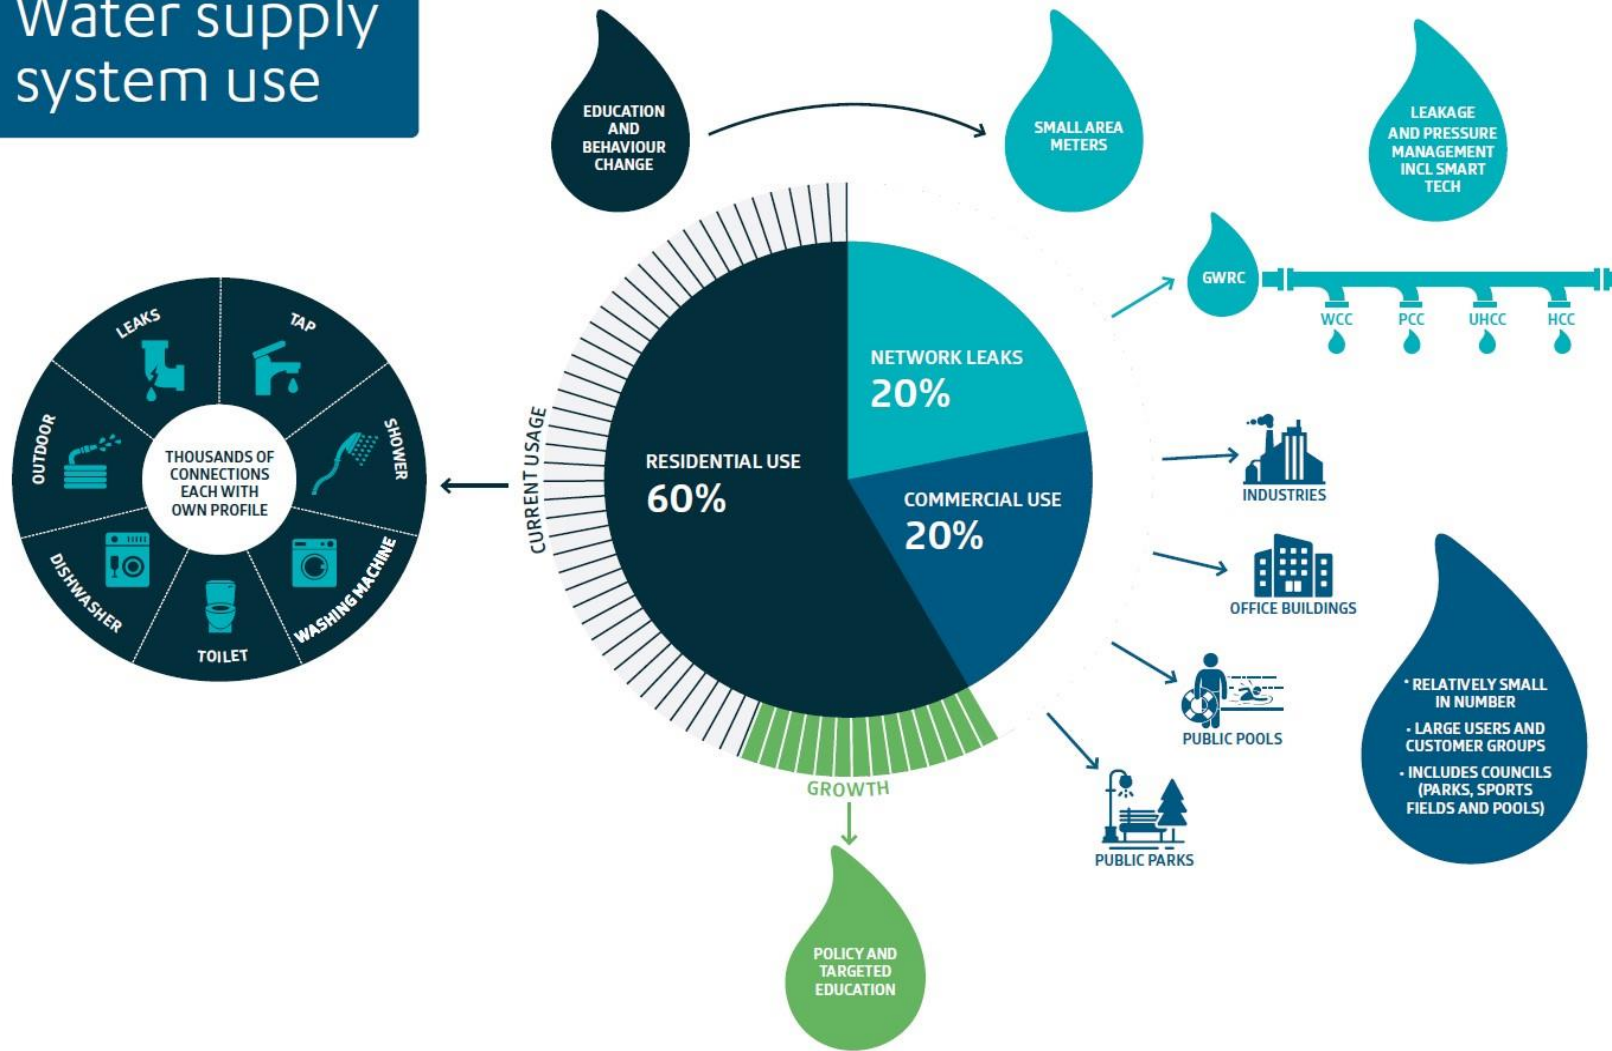 Water supply
system use
EDUCATION
AND
BEHAVIOUR
CHANGE
SMALL AREA
METERS
LEAKAGE
AND PRESSURE
MANAGEMENT
INCL SMART
TECH
GWRC
WCC
PCC
UHCC
HCC
LEAKS
TAP
SHOWER
WASHING MACHINE
TOILET
DISHWASHER
OUTDOOR
THOUSANDS OF
CONNECTIONS
EACH WITH
OWN PROFILE
CURRENT USAGE
RESIDENTIAL USE
60%
NETWORK LEAKS
20%
COMMERCIAL USE
20%
INDUSTRIES
OFFICE BUILDINGS
PUBLIC POOLS
PUBLIC PARKS
• RELATIVELY SMALL
IN NUMBER
• LARGE USERS AND
CUSTOMER GROUPS
• INCLUDES COUNCILS
(PARKS, SPORTS
FIELDS AND POOLS)
GROWTH
POLICY AND
TARGETED
EDUCATION